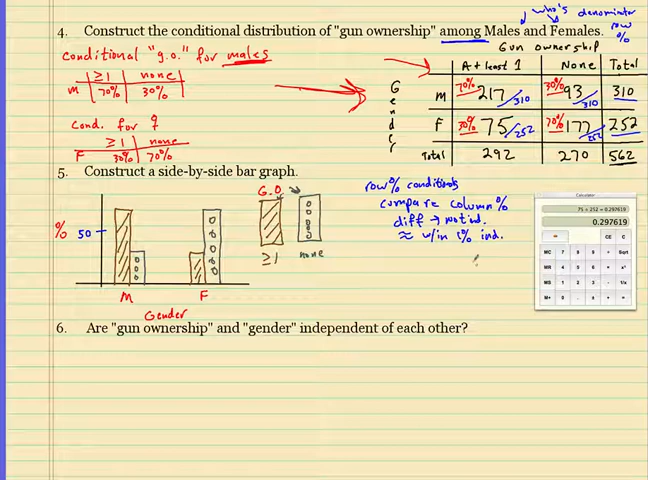 who's denominator
4. Construct the conditional distribution of "gun ownership" among Males and Females.
row %
conditional "g.o." for males
≥1 | none
M | 70% | 30%
Cond. for ♀
≥1 | none
F | 30% | 70%
Gun ownership
At least 1 None Total
Gender
M 70% 217/310 30% 93/310 310
F 30% 75/252 70% 177/252 252
Total 292 270 562
5. Construct a side-by-side bar graph.
% 50
M F
Gender
G.O.
≥1 none
row % conditionals
compare column %
diff → not ind.
≈ w/in 1% ind.
Calculator
75 ÷ 252 = 0.297619
0.297619
6. Are "gun ownership" and "gender" independent of each other?